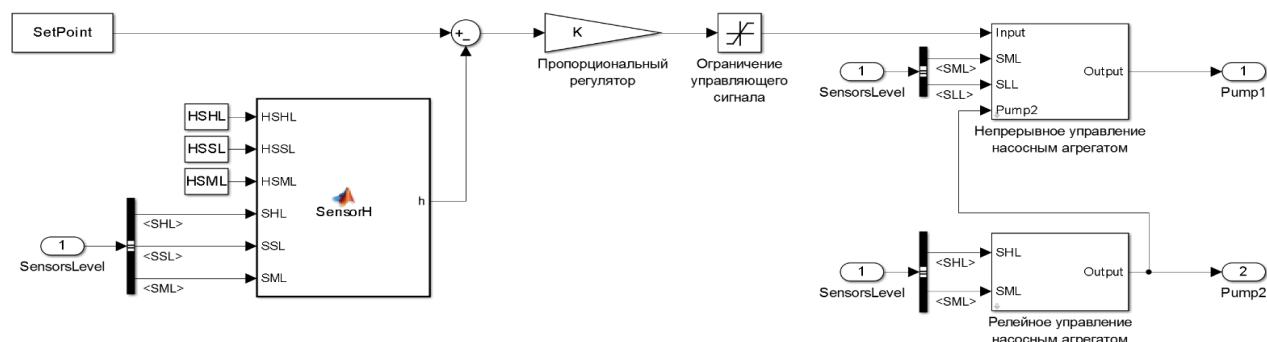 SetPoint
+
-
K
Пропорциональный
регулятор
Ограничение
управляющего
сигнала
1
SensorsLevel
<SML>
<SLL>
Input
SML
SLL
Pump2
Output
Непрерывное управление
насосным агрегатом
1
Pump1
HSHL
HSSL
HSML
1
SensorsLevel
<SHL>
<SSL>
<SML>
HSHL
HSSL
HSML
SHL
SSL
SML
SensorH
h
1
SensorsLevel
<SHL>
<SML>
SHL
SML
Output
Релейное управление
насосным агрегатом
2
Pump2